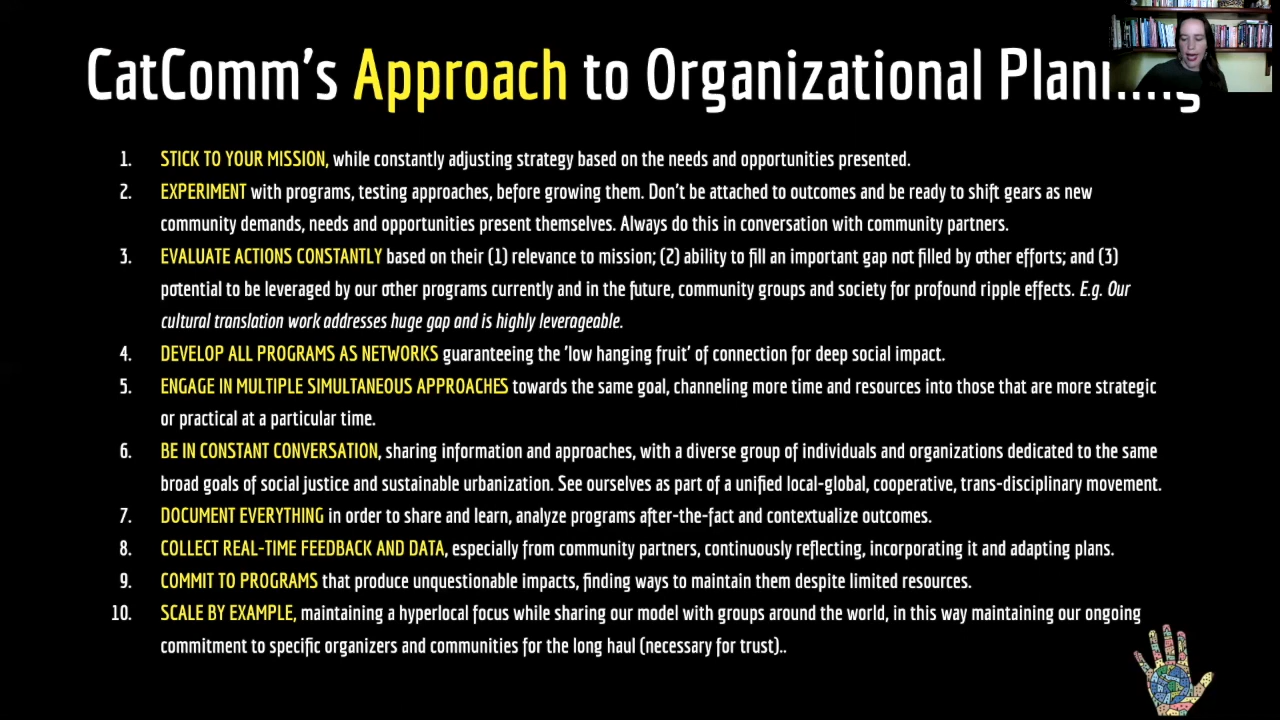 CatComm's Approach to Organizational
1. STICK TO YOUR MISSION, while constantly adjusting strategy based on the needs and opportunities presented.
2. EXPERIMENT with programs, testing approaches, before growing them. Don't be attached to outcomes and be ready to shift gears as new
community demands, needs and opportunities present themselves. Always do this in conversation with community partners.
3. EVALUATE ACTIONS CONSTANTLY based on their (1) relevance to mission; (2) ability to fill an important gap not filled by other efforts; and (3)
potential to be leveraged by our other programs currently and in the future, community groups and society for profound ripple effects. E.g. Our
cultural translation work addresses huge gap and is highly leverageable.
4. DEVELOP ALL PROGRAMS AS NETWORKS guaranteeing the 'low hanging fruit' of connection for deep social impact.
5. ENGAGE IN MULTIPLE SIMULTANEOUS APPROACHES towards the same goal, channeling more time and resources into those that are more strategic
or practical at a particular time.
6. BE IN CONSTANT CONVERSATION, sharing information and approaches, with a diverse group of individuals and organizations dedicated to the same
broad goals of social justice and sustainable urbanization. See ourselves as part of a unified local-global, cooperative, trans-disciplinary movement.
7. DOCUMENT EVERYTHING in order to share and learn, analyze programs after-the-fact and contextualize outcomes.
8. COLLECT REAL-TIME FEEDBACK AND DATA, especially from community partners, continuously reflecting, incorporating it and adapting plans.
9. COMMIT TO PROGRAMS that produce unquestionable impacts, finding ways to maintain them despite limited resources.
10. SCALE BY EXAMPLE, maintaining a hyperlocal focus while sharing our model with groups around the world, in this way maintaining our ongoing
commitment to specific organizers and communities for the long haul (necessary for trust)..